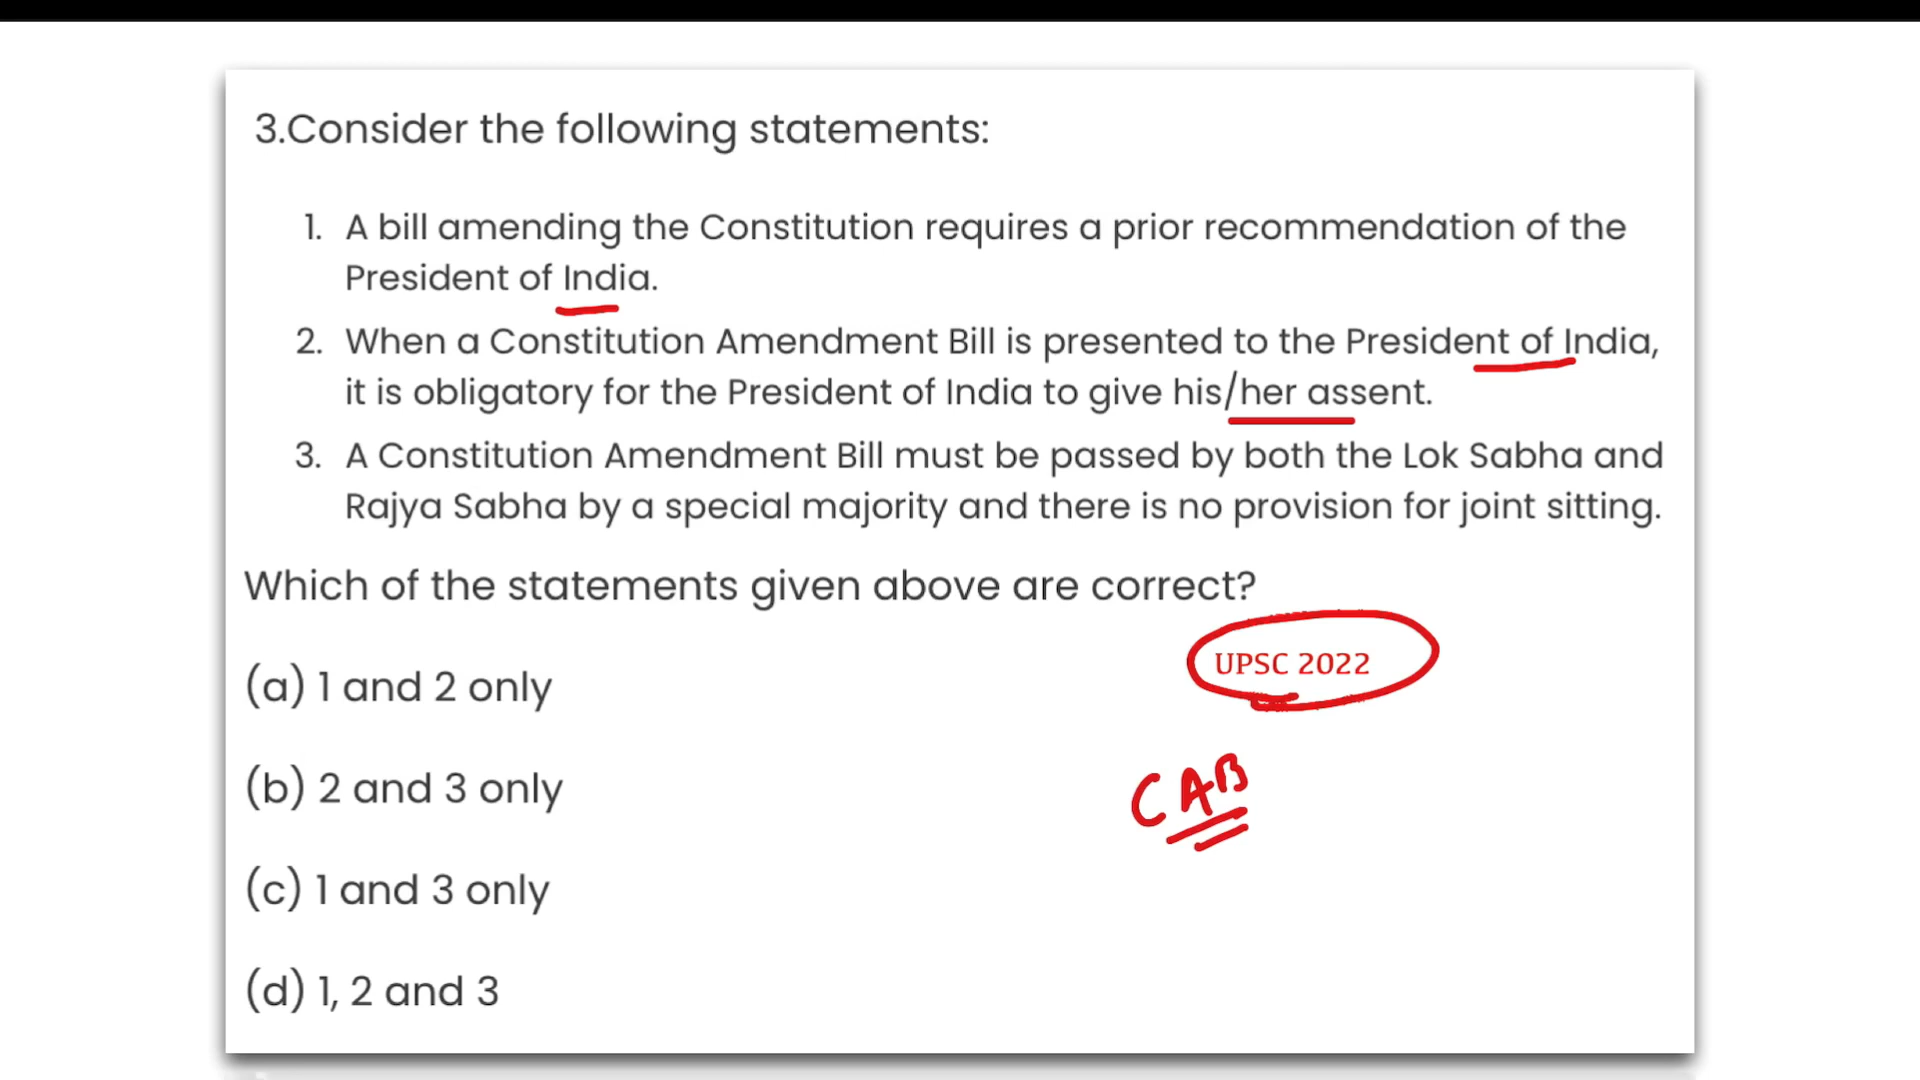 3.Consider the following statements:
1. A bill amending the Constitution requires a prior recommendation of the
President of India.
2. When a Constitution Amendment Bill is presented to the President of India,
it is obligatory for the President of India to give his/her assent.
3. A Constitution Amendment Bill must be passed by both the Lok Sabha and
Rajya Sabha by a special majority and there is no provision for joint sitting.
Which of the statements given above are correct?
UPSC 2022
(a) 1 and 2 only
(b) 2 and 3 only
CAB
(c) 1 and 3 only
(d) 1, 2 and 3